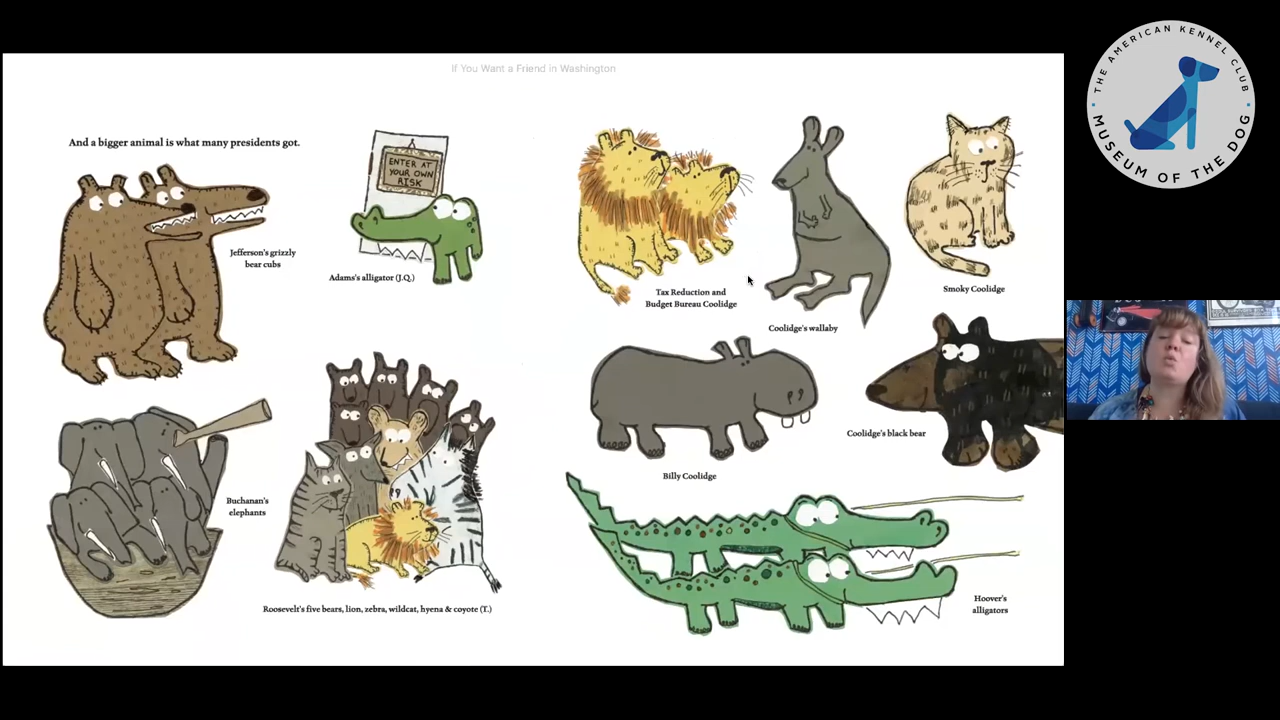 If You Want a Friend in Washington
And a bigger animal is what many presidents got.
Jefferson's grizzly
bear cubs
ENTER AT
YOUR OWN
RISK
Adams's alligator (J.Q.)
Buchanan's
elephants
Roosevelt's five bears, lion, zebra, wildcat, hyena & coyote (T.)
Tax Reduction and
Budget Bureau Coolidge
Coolidge's wallaby
Smoky Coolidge
Billy Coolidge
Coolidge's black bear
Hoover's
alligators
THE AMERICAN KENNEL CLUB
MUSEUM OF THE DOG